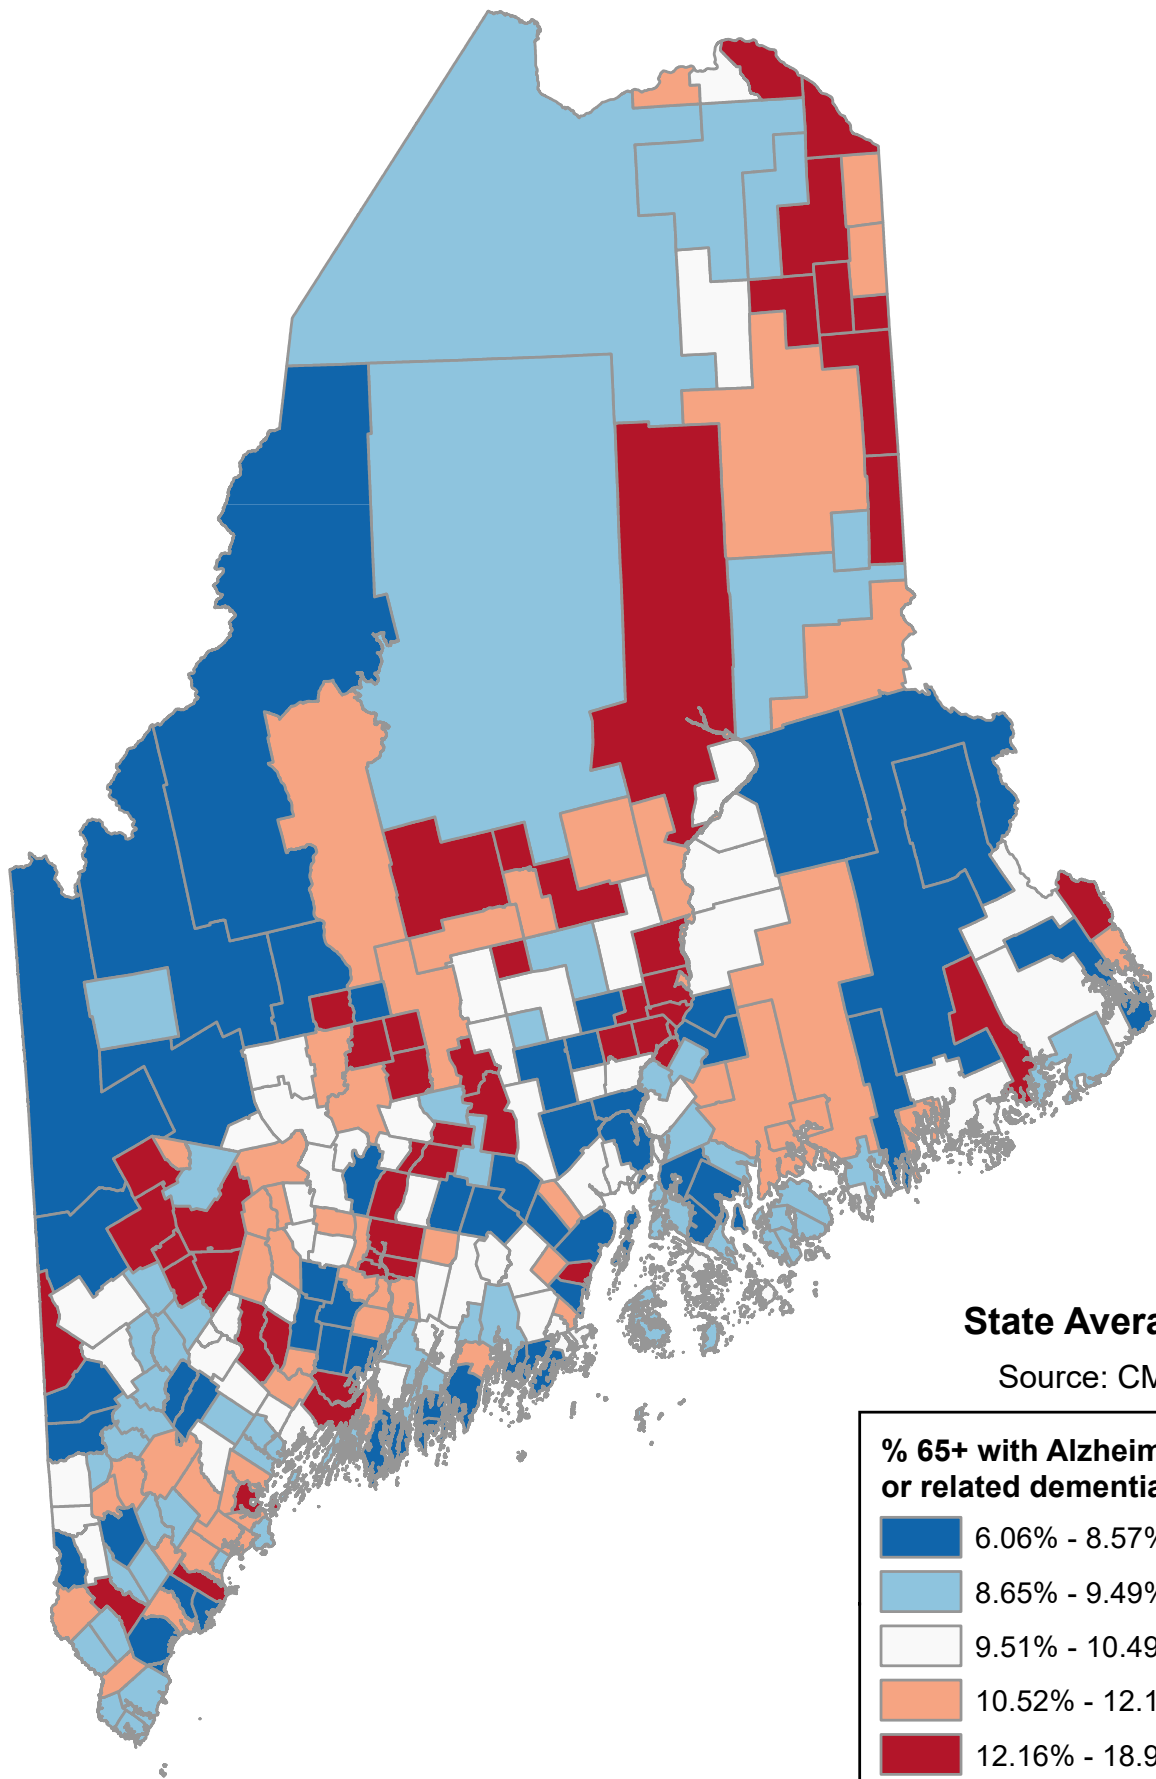 State Avera
Source: CM
% 65+ with Alzheim
or related dementia
6.06% - 8.57%
8.65% - 9.49%
9.51% - 10.49
10.52% - 12.1
12.16% - 18.9